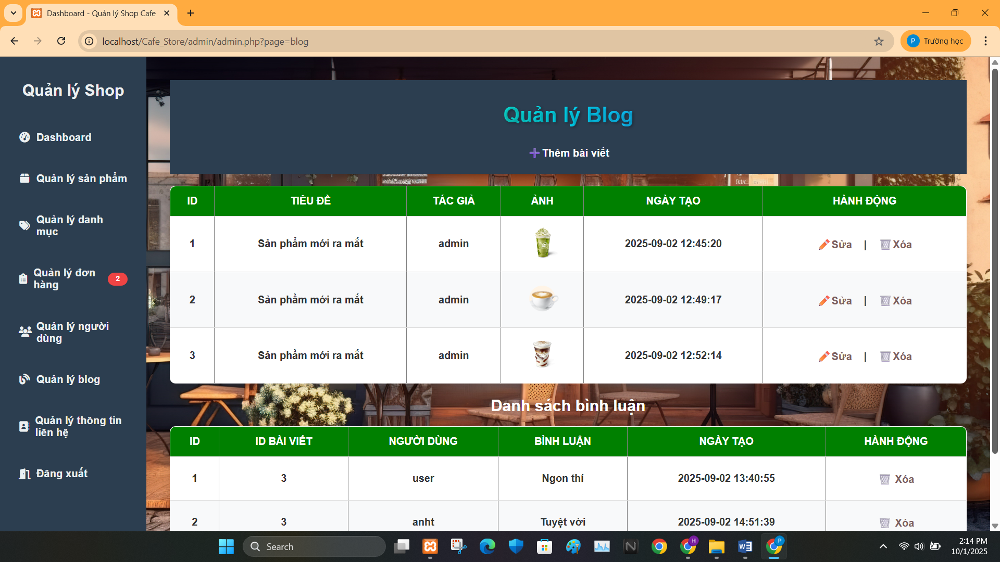 Dashboard - Quản lý Shop Cafe
localhost/Cafe_Store/admin/admin.php?page=blog
P Trường học
Quản lý Shop
Dashboard
Quản lý sản phẩm
Quản lý danh
mục
Quản lý đơn
hàng
2
Quản lý người
dùng
Quản lý blog
Quản lý thông tin
liên hệ
Đăng xuất
Quản lý Blog
Thêm bài viết
ID TIÊU ĐỀ TÁC GIẢ ẢNH NGÀY TẠO HÀNH ĐỘNG
1 Sản phẩm mới ra mắt admin 2025-09-02 12:45:20 Sửa | Xóa
2 Sản phầm mới ra mắt admin 2025-09-02 12:49:17 Sửa | Xóa
3 Sản phầm mới ra mắt admin 2025-09-02 12:52:14 Sửa | Xóa
Danh sách bình luận
ID ID BÀI VIẾT NGƯỜI DÙNG BÌNH LUẬN NGÀY TẠO HÀNH ĐỘNG
1 3 user Ngon thí 2025-09-02 13:40:55 Xóa
2 3 anht Tuyệt vời 2025-09-02 14:51:39 Xóa
Search
H
P
2:14 PM
10/1/2025